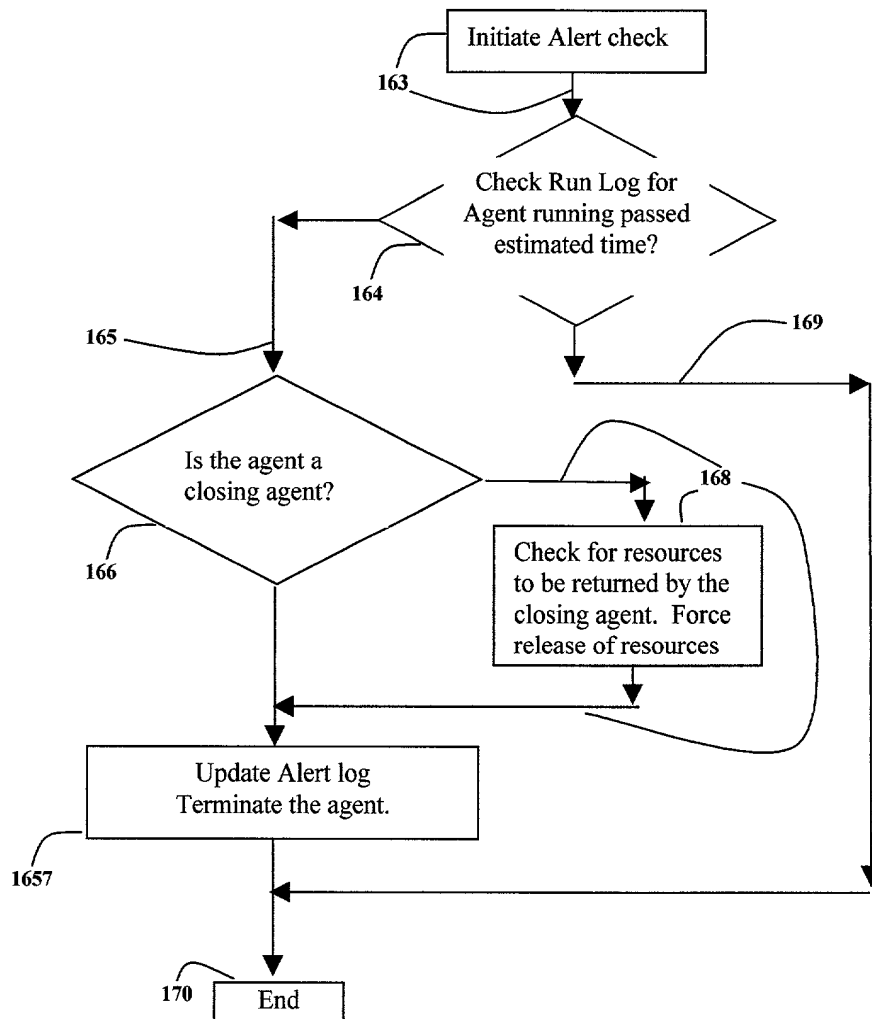 Initiate Alert check
163
Check Run Log for
Agent running passed
estimated time?
164
169
165
Is the agent a
closing agent?
166
168
Check for resources
to be returned by the
closing agent. Force
release of resources
Update Alert log
Terminate the agent.
1657
170
End